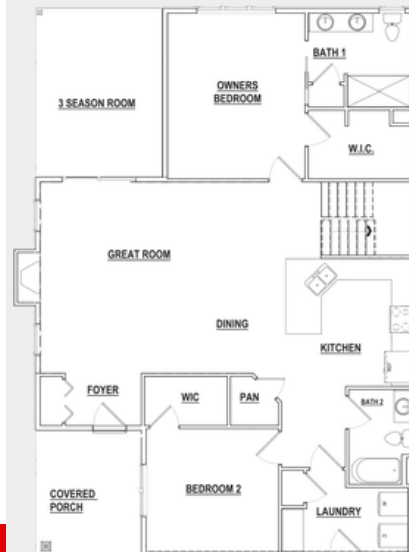 BATH 1
OWNERS
BEDROOM
3 SEASON ROOM
W.I.C.
GREAT ROOM
DINING
KITCHEN
REF
FOYER
WIC
PAN
BATH 2
BEDROOM 2
COVERED
PORCH
LAUNDRY